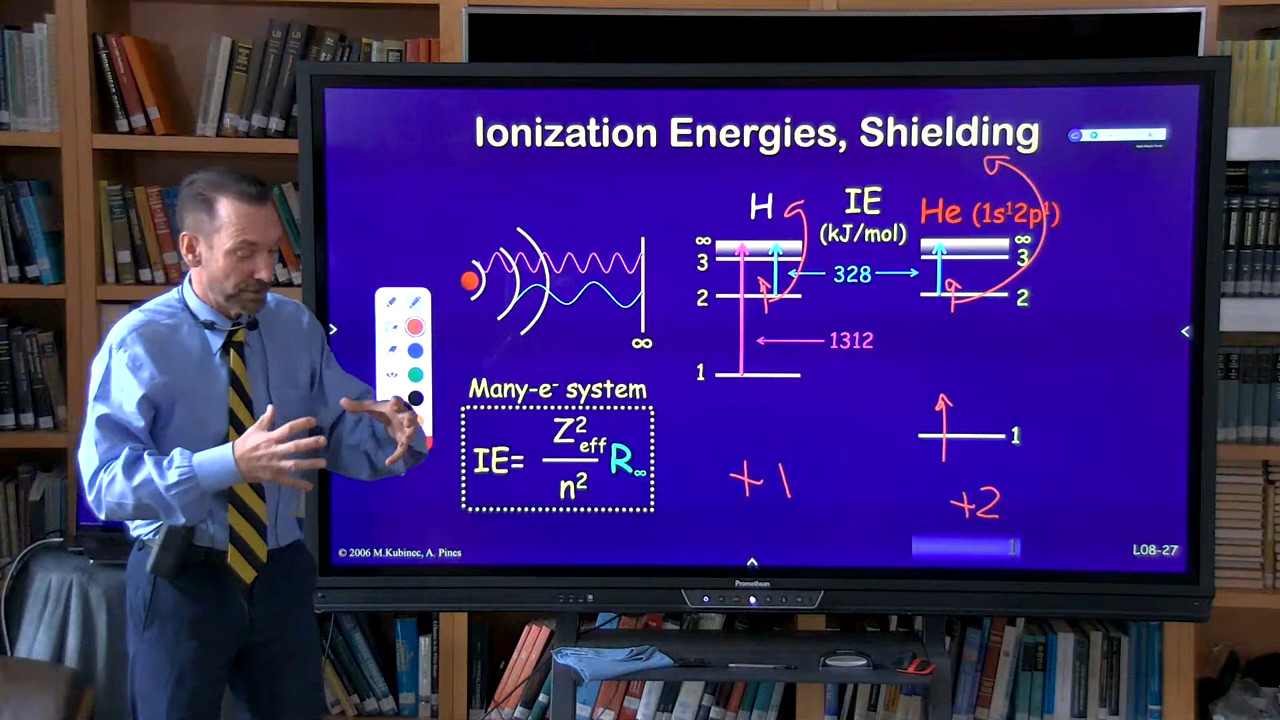 Ionization Energies, Shielding
H
IE
(kJ/mol)
He (1s¹2p¹)
∞
3
2
1
328
1312
∞
3
2
1
∞
Many-e⁻ system
IE= Z²eff / n² R∞
+1
+2
1
© 2006 M.Kubinec, A. Pines
L08-27
Promethean